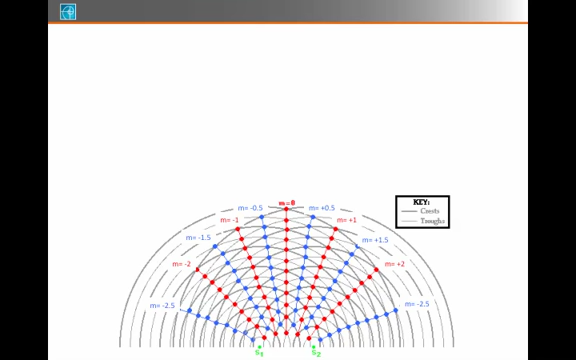 m=0
m= -0.5
m= +0.5
m= -1
m= +1
m= -1.5
m= +1.5
m= -2
m= +2
m= -2.5
m= -2.5
KEY:
Crests
Troughs
S1
S2